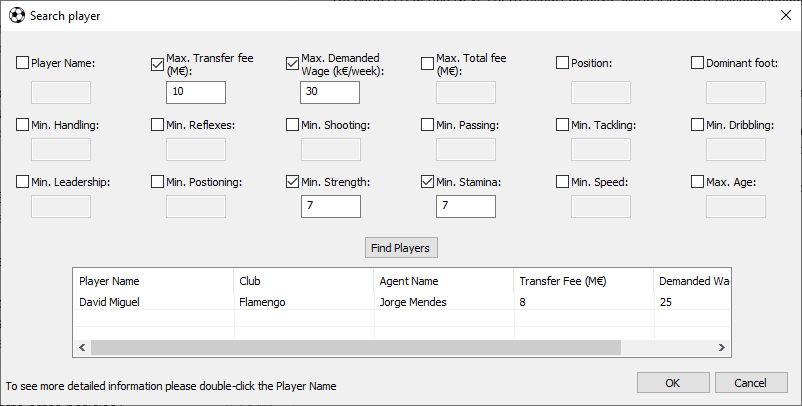 Search player
Player Name:
Max. Transfer fee
(M€):
Max. Demanded
Wage (k€/week):
Max. Total fee
(M€):
Position:
Dominant foot:
10
30
Min. Handling:
Min. Reflexes:
Min. Shooting:
Min. Passing:
Min. Tackling:
Min. Dribbling:
Min. Leadership:
Min. Postioning:
Min. Strength:
Min. Stamina:
Min. Speed:
Max. Age:
7
7
Find Players
Player Name Club Agent Name Transfer Fee (M€) Demanded Wa
David Miguel Flamengo Jorge Mendes 8 25
To see more detailed information please double-click the Player Name
OK
Cancel